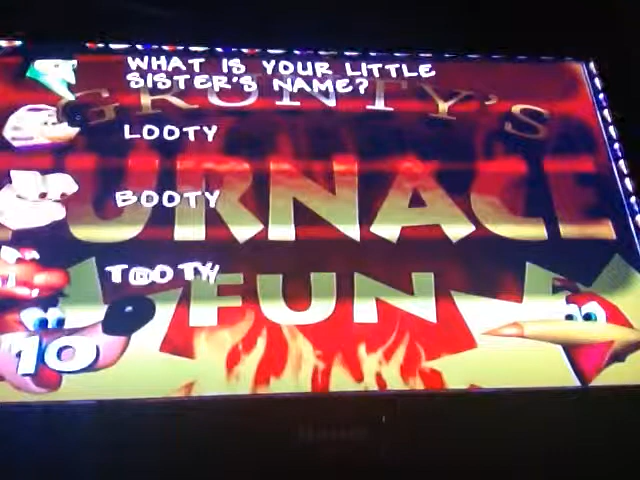 WHAT IS YOUR LITTLE
SISTER'S NAME?
GRUNTY'S
LOOTY
FURNACE
BOOTY
TOOTY
FUN
10